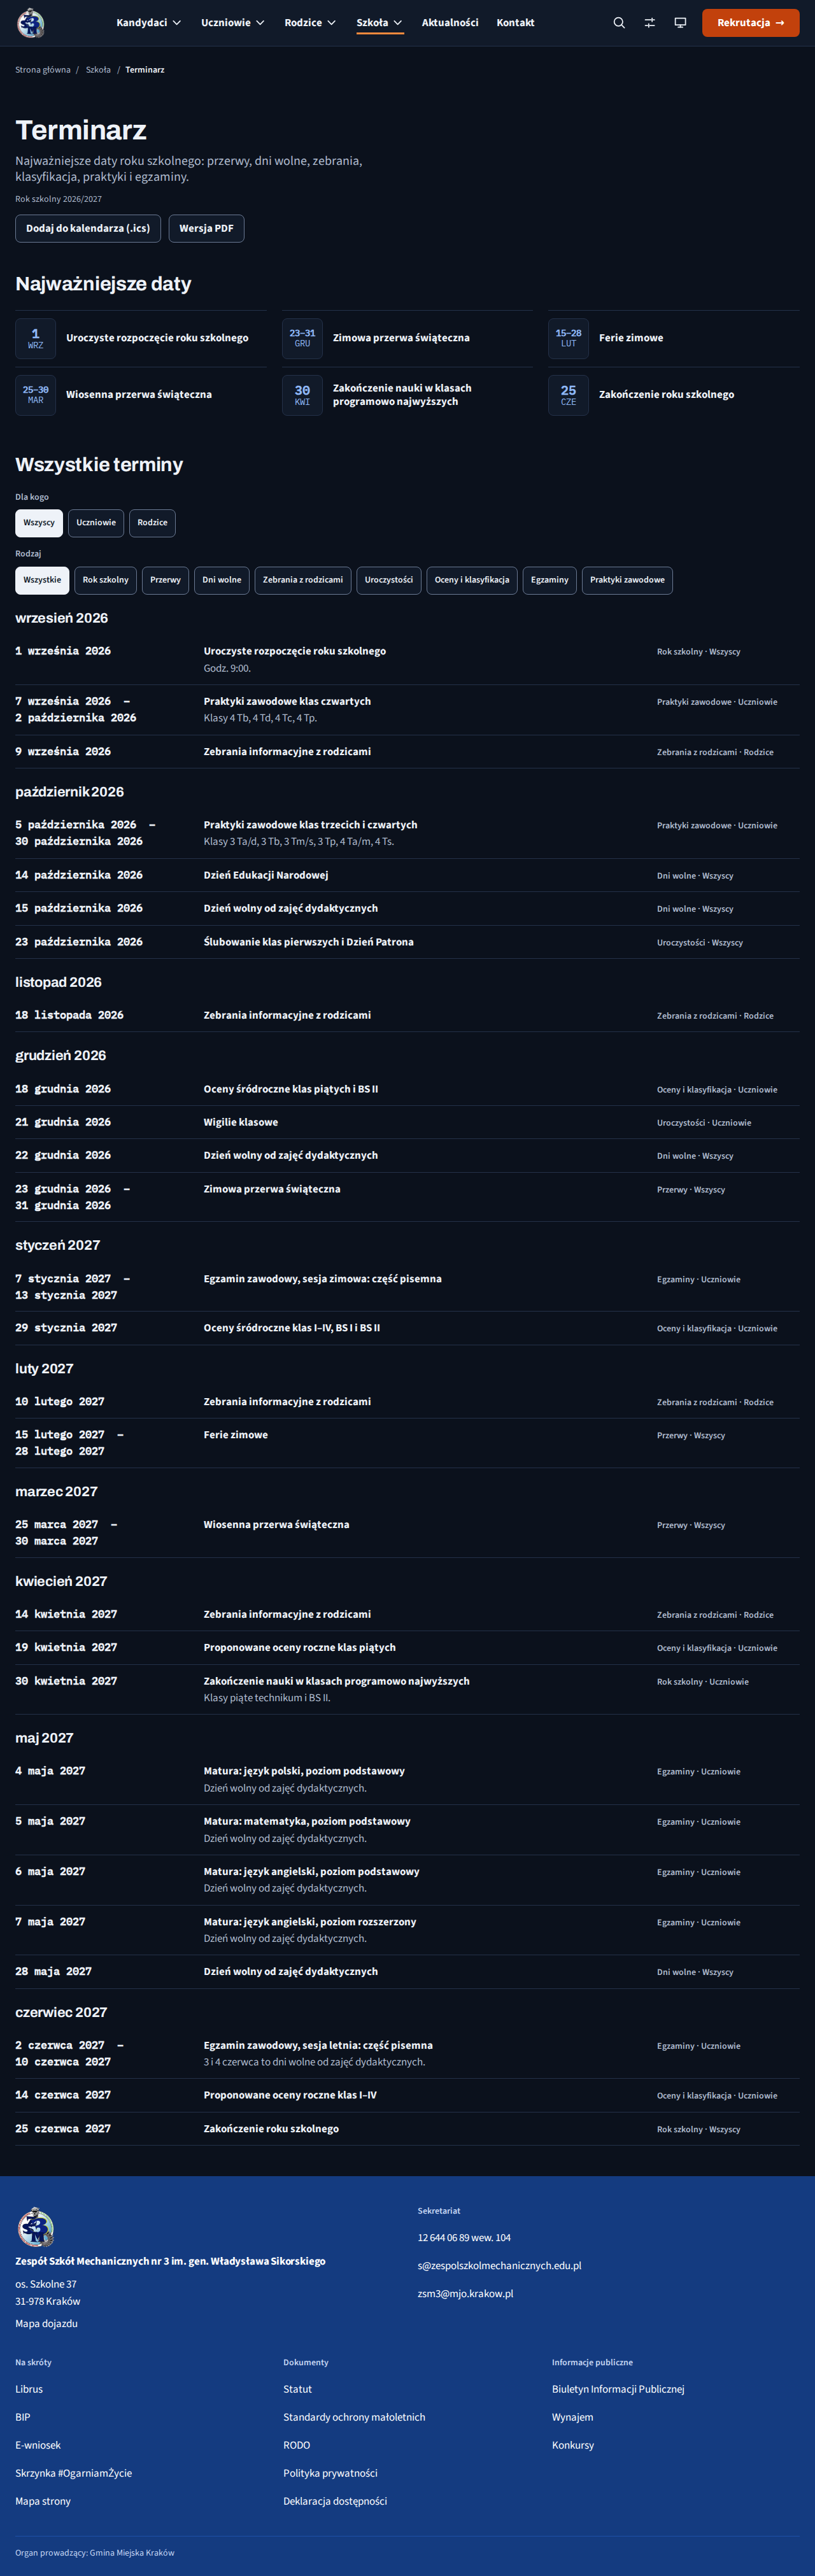 Kandydaci
Uczniowie
Rodzice
Szkoła
Aktualności
Kontakt
Rekrutacja →
Strona główna / Szkoła / Terminarz
Terminarz
Najważniejsze daty roku szkolnego: przerwy, dni wolne, zebrania,
klasyfikacja, praktyki i egzaminy.
Rok szkolny 2026/2027
Dodaj do kalendarza (.ics)
Wersja PDF
Najważniejsze daty
1
WRZ
Uroczyste rozpoczęcie roku szkolnego
23–31
GRU
Zimowa przerwa świąteczna
15–28
LUT
Ferie zimowe
25–30
MAR
Wiosenna przerwa świąteczna
30
KWI
Zakończenie nauki w klasach
programowo najwyższych
25
CZE
Zakończenie roku szkolnego
Wszystkie terminy
Dla kogo
Wszyscy
Uczniowie
Rodzice
Rodzaj
Wszystkie
Rok szkolny
Przerwy
Dni wolne
Zebrania z rodzicami
Uroczystości
Oceny i klasyfikacja
Egzaminy
Praktyki zawodowe
wrzesień 2026
1 września 2026
Uroczyste rozpoczęcie roku szkolnego
Godz. 9:00.
Rok szkolny · Wszyscy
7 września 2026 –
2 października 2026
Praktyki zawodowe klas czwartych
Klasy 4 Tb, 4 Td, 4 Tc, 4 Tp.
Praktyki zawodowe · Uczniowie
9 września 2026
Zebrania informacyjne z rodzicami
Zebrania z rodzicami · Rodzice
październik 2026
5 października 2026 –
30 października 2026
Praktyki zawodowe klas trzecich i czwartych
Klasy 3 Ta/d, 3 Tb, 3 Tm/s, 3 Tp, 4 Ta/m, 4 Ts.
Praktyki zawodowe · Uczniowie
14 października 2026
Dzień Edukacji Narodowej
Dni wolne · Wszyscy
15 października 2026
Dzień wolny od zajęć dydaktycznych
Dni wolne · Wszyscy
23 października 2026
Ślubowanie klas pierwszych i Dzień Patrona
Uroczystości · Wszyscy
listopad 2026
18 listopada 2026
Zebrania informacyjne z rodzicami
Zebrania z rodzicami · Rodzice
grudzień 2026
18 grudnia 2026
Oceny śródroczne klas piątych i BS II
Oceny i klasyfikacja · Uczniowie
21 grudnia 2026
Wigilie klasowe
Uroczystości · Uczniowie
22 grudnia 2026
Dzień wolny od zajęć dydaktycznych
Dni wolne · Wszyscy
23 grudnia 2026 –
31 grudnia 2026
Zimowa przerwa świąteczna
Przerwy · Wszyscy
styczeń 2027
7 stycznia 2027 –
13 stycznia 2027
Egzamin zawodowy, sesja zimowa: część pisemna
Egzaminy · Uczniowie
29 stycznia 2027
Oceny śródroczne klas I–IV, BS I i BS II
Oceny i klasyfikacja · Uczniowie
luty 2027
10 lutego 2027
Zebrania informacyjne z rodzicami
Zebrania z rodzicami · Rodzice
15 lutego 2027 –
28 lutego 2027
Ferie zimowe
Przerwy · Wszyscy
marzec 2027
25 marca 2027 –
30 marca 2027
Wiosenna przerwa świąteczna
Przerwy · Wszyscy
kwiecień 2027
14 kwietnia 2027
Zebrania informacyjne z rodzicami
Zebrania z rodzicami · Rodzice
19 kwietnia 2027
Proponowane oceny roczne klas piątych
Oceny i klasyfikacja · Uczniowie
30 kwietnia 2027
Zakończenie nauki w klasach programowo najwyższych
Klasy piąte technikum i BS II.
Rok szkolny · Uczniowie
maj 2027
4 maja 2027
Matura: język polski, poziom podstawowy
Dzień wolny od zajęć dydaktycznych.
Egzaminy · Uczniowie
5 maja 2027
Matura: matematyka, poziom podstawowy
Dzień wolny od zajęć dydaktycznych.
Egzaminy · Uczniowie
6 maja 2027
Matura: język angielski, poziom podstawowy
Dzień wolny od zajęć dydaktycznych.
Egzaminy · Uczniowie
7 maja 2027
Matura: język angielski, poziom rozszerzony
Dzień wolny od zajęć dydaktycznych.
Egzaminy · Uczniowie
28 maja 2027
Dzień wolny od zajęć dydaktycznych
Dni wolne · Wszyscy
czerwiec 2027
2 czerwca 2027 –
10 czerwca 2027
Egzamin zawodowy, sesja letnia: część pisemna
3 i 4 czerwca to dni wolne od zajęć dydaktycznych.
Egzaminy · Uczniowie
14 czerwca 2027
Proponowane oceny roczne klas I–IV
Oceny i klasyfikacja · Uczniowie
25 czerwca 2027
Zakończenie roku szkolnego
Rok szkolny · Wszyscy
Zespół Szkół Mechanicznych nr 3 im. gen. Władysława Sikorskiego
os. Szkolne 37
31-978 Kraków
Mapa dojazdu
Sekretariat
12 644 06 89 wew. 104
s@zespolszkolmechanicznych.edu.pl
zsm3@mjo.krakow.pl
Na skróty
Librus
BIP
E-wniosek
Skrzynka #OgarniamŻycie
Mapa strony
Dokumenty
Statut
Standardy ochrony małoletnich
RODO
Polityka prywatności
Deklaracja dostępności
Informacje publiczne
Biuletyn Informacji Publicznej
Wynajem
Konkursy
Organ prowadzący: Gmina Miejska Kraków